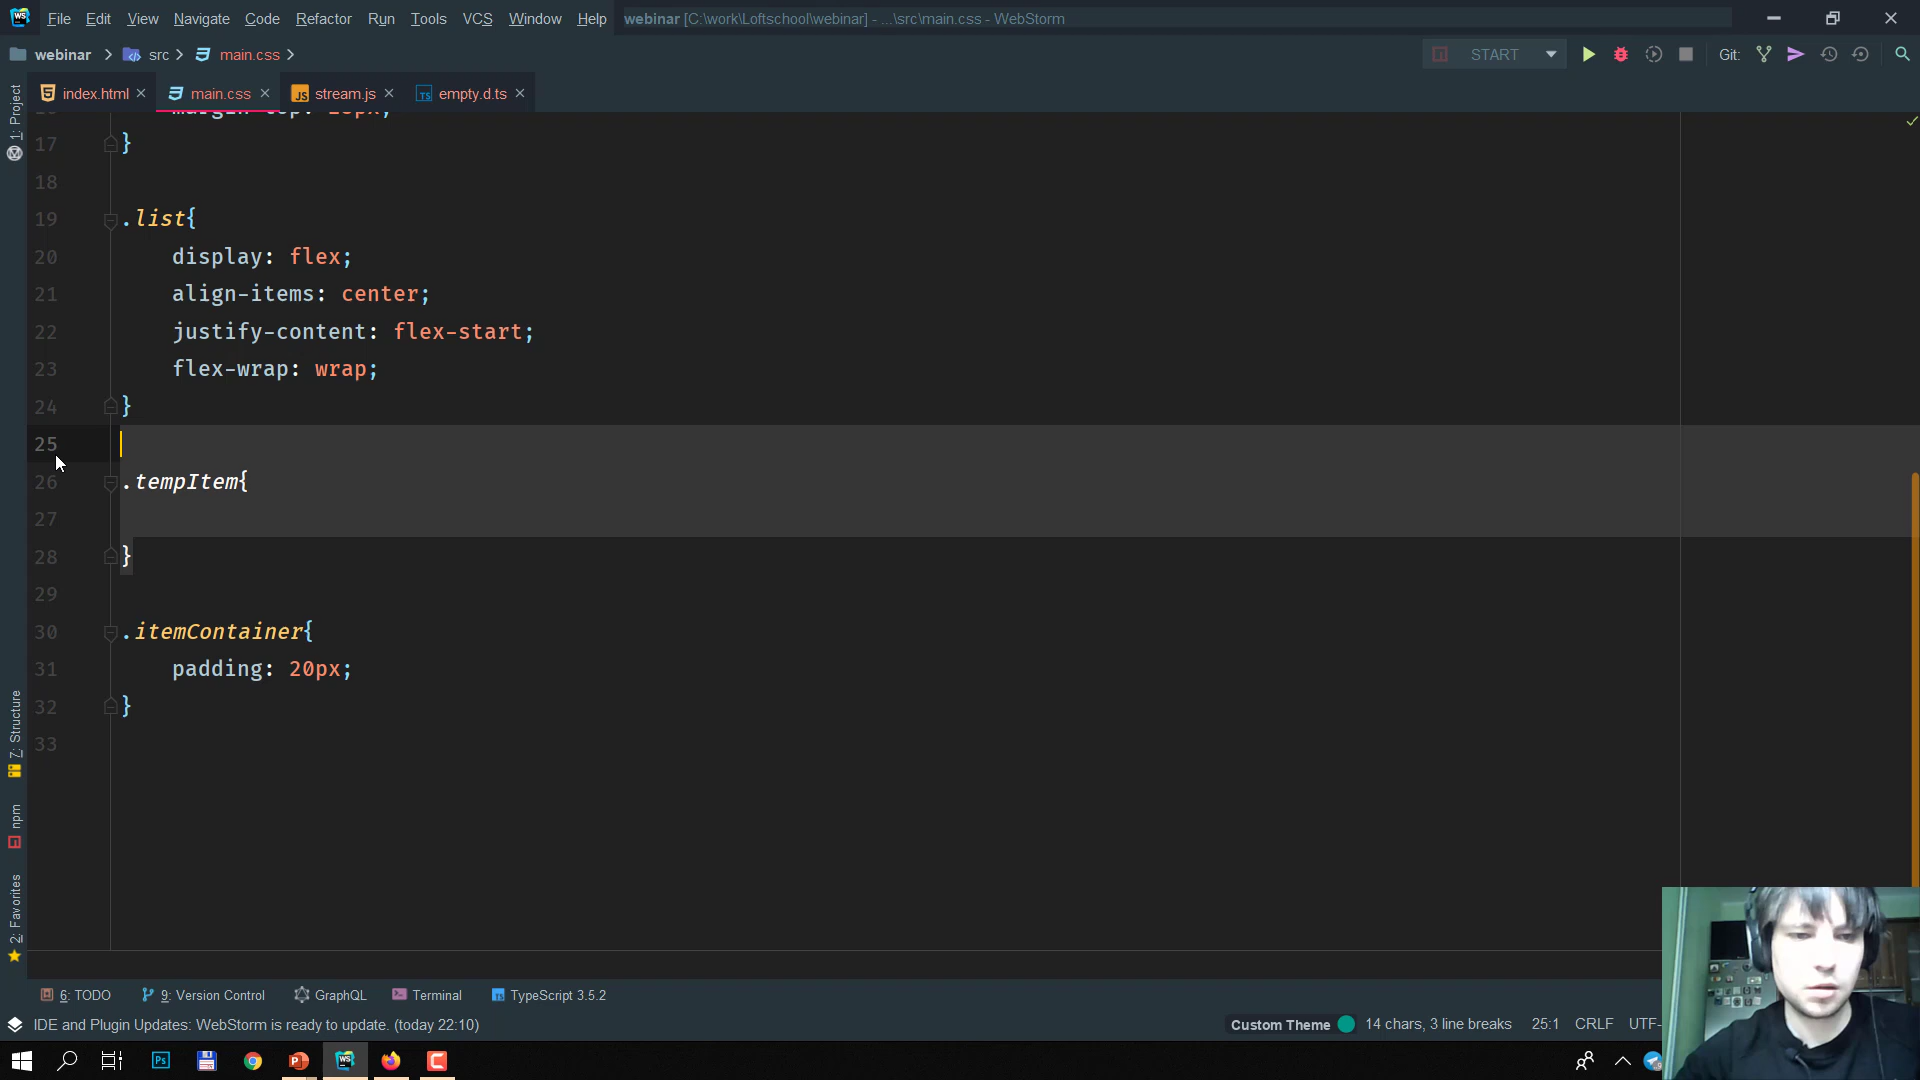 File Edit View Navigate Code Refactor Run Tools VCS Window Help webinar [C:\work\Loftschool\webinar] - ...\src\main.css - WebStorm
webinar src main.css START Git:
index.html main.css stream.js empty.d.ts
1: Project
17 }
18
19 .list{
20 display: flex;
21 align-items: center;
22 justify-content: flex-start;
23 flex-wrap: wrap;
24 }
25
26 .tempItem{
27
28 }
29
30 .itemContainer{
31 padding: 20px;
32 }
33
7: Structure
npm
2: Favorites
6: TODO 9: Version Control GraphQL Terminal TypeScript 3.5.2
IDE and Plugin Updates: WebStorm is ready to update. (today 22:10) Custom Theme 14 chars, 3 line breaks 25:1 CRLF UTF-